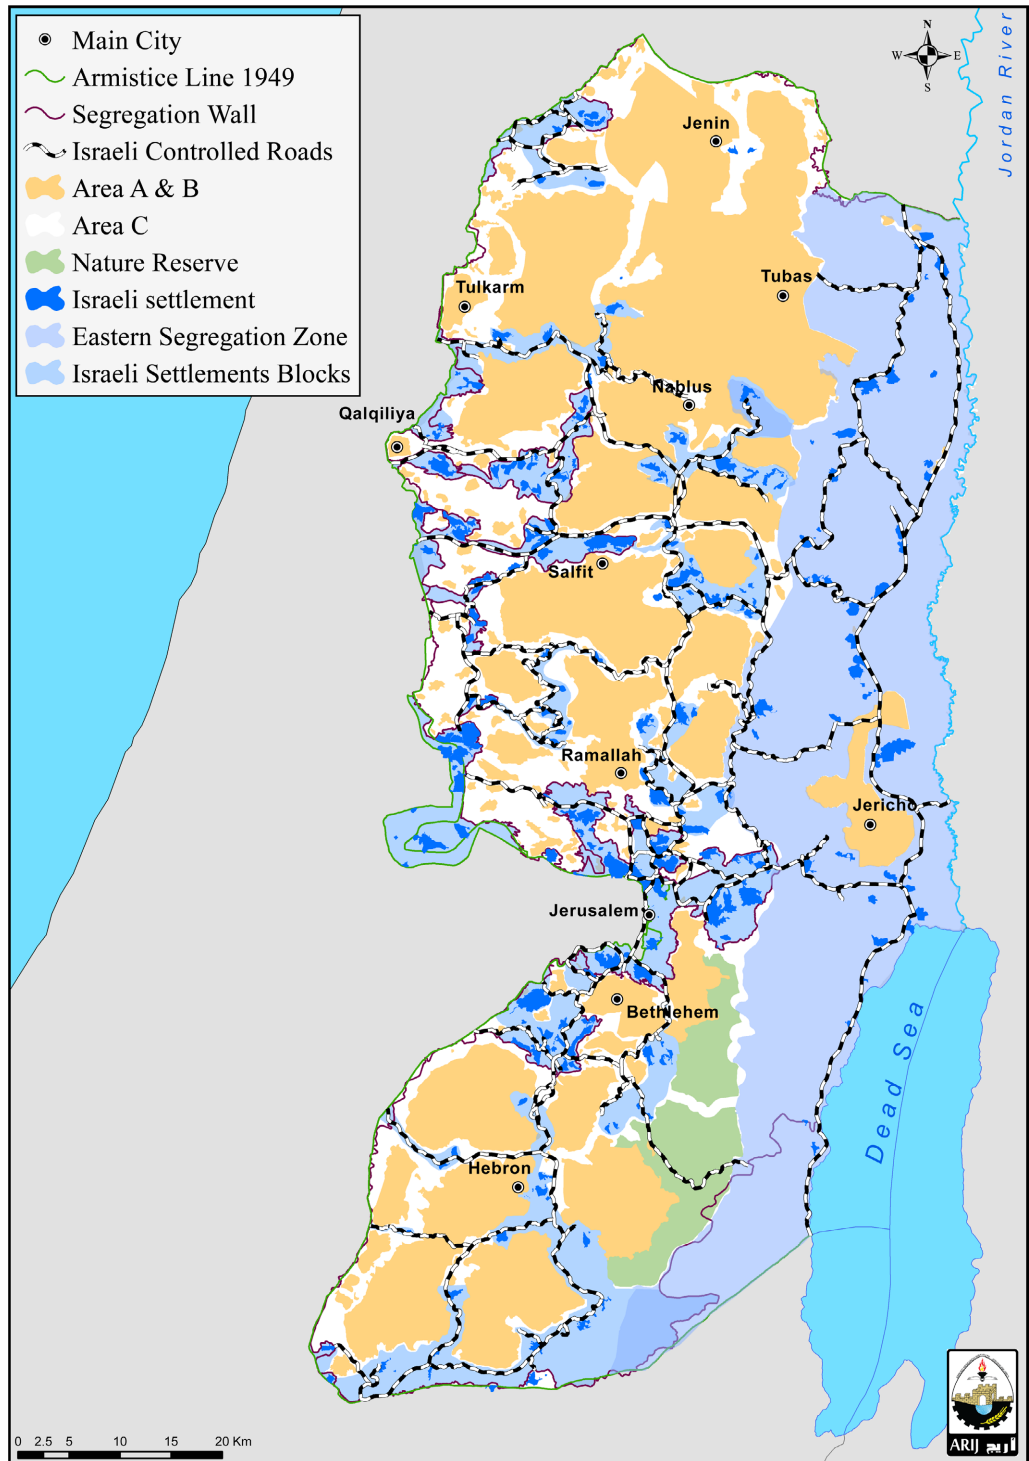 Main City
Armistice Line 1949
Segregation Wall
Israeli Controlled Roads
Area A & B
Area C
Nature Reserve
Israeli settlement
Eastern Segregation Zone
Israeli Settlements Blocks
N
W E
S
Jordan River
Jenin
Tubas
Tulkarm
Nablus
Qalqiliya
Salfit
Ramallah
Jericho
Jerusalem
Bethlehem
Dead Sea
Hebron
0 2.5 5 10 15 20 Km
ARIJ أريج